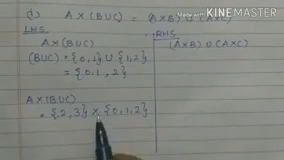 (i) A×(B∪C) = (A×B) ∪ (A×C)
LHS
RHS
A×(B∪C)
(B∪C) = {0,1} ∪ {1,2}
= {0,1,2}
(A×B) ∪ (A×C)
A×(B∪C)
= {2,3} × {0,1,2}
Made with KINEMASTER